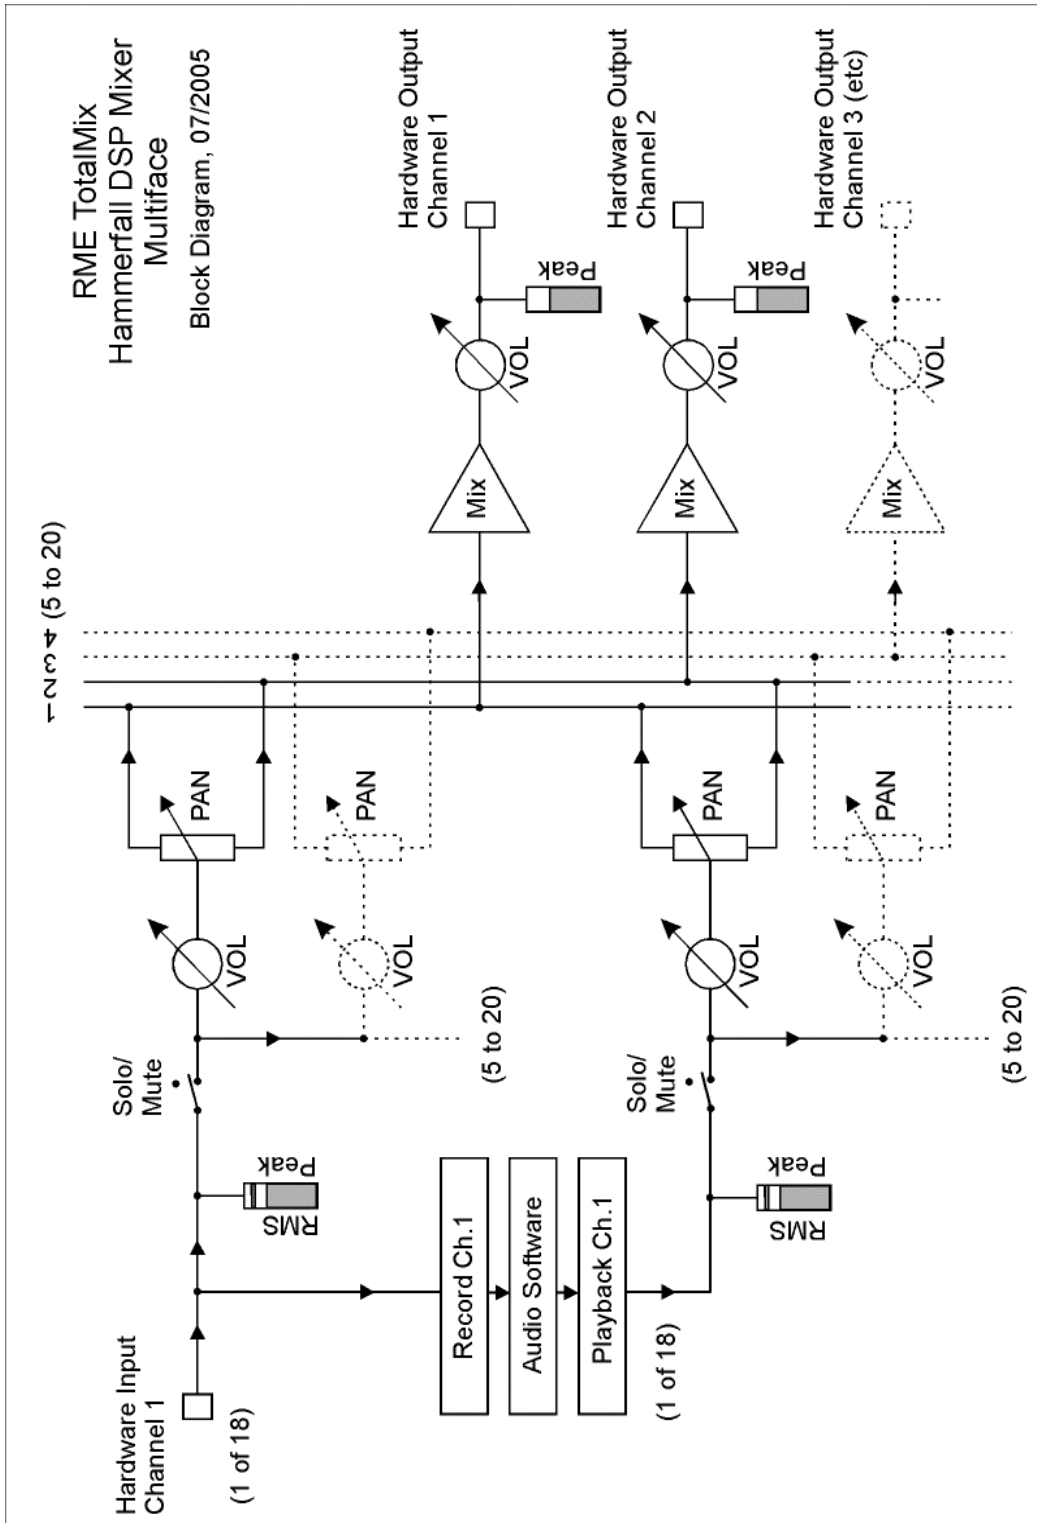 RME TotalMix
Hammerfall DSP Mixer
Multiface
Block Diagram, 07/2005
Hardware Input
Channel 1
(1 of 18)
RMS
Peak
Solo/
Mute
VOL
PAN
VOL
PAN
(5 to 20)
1 2 3 4 (5 to 20)
Record Ch.1
Audio Software
Playback Ch.1
(1 of 18)
RMS
Peak
Solo/
Mute
VOL
PAN
VOL
PAN
(5 to 20)
Mix
VOL
Peak
Hardware Output
Channel 1
Mix
VOL
Peak
Hardware Output
Channel 2
Mix
VOL
Hardware Output
Channel 3 (etc)